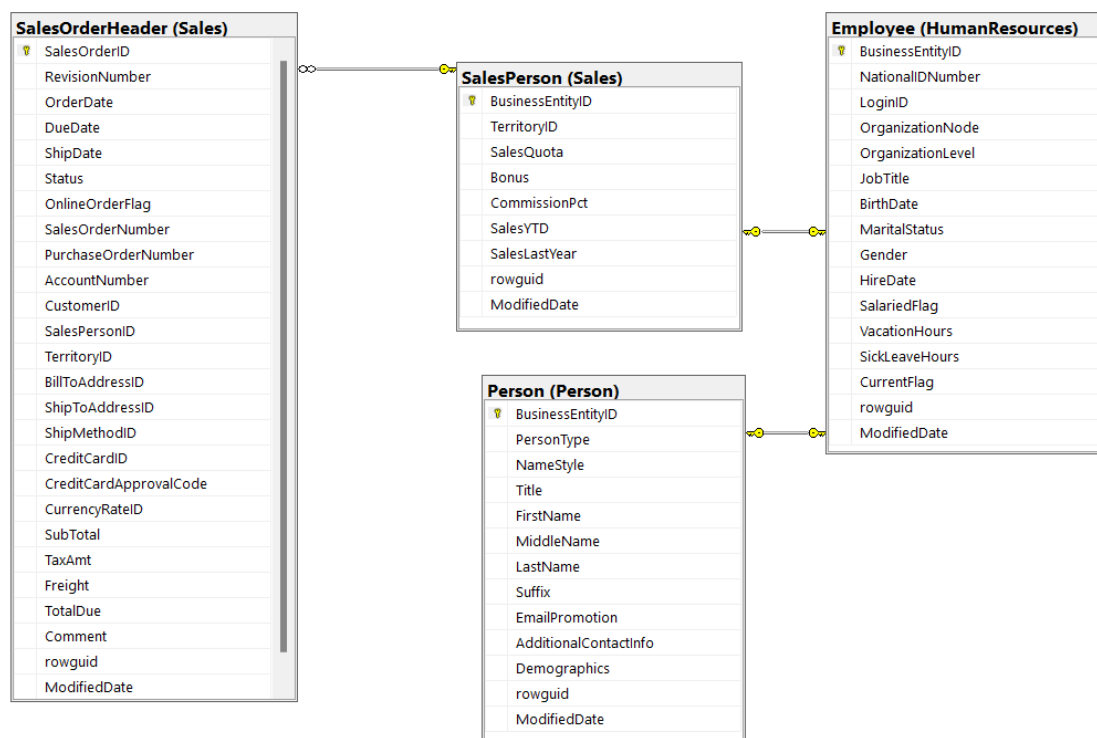 SalesOrderHeader (Sales)
SalesOrderID
RevisionNumber
OrderDate
DueDate
ShipDate
Status
OnlineOrderFlag
SalesOrderNumber
PurchaseOrderNumber
AccountNumber
CustomerID
SalesPersonID
TerritoryID
BillToAddressID
ShipToAddressID
ShipMethodID
CreditCardID
CreditCardApprovalCode
CurrencyRateID
SubTotal
TaxAmt
Freight
TotalDue
Comment
rowguid
ModifiedDate
SalesPerson (Sales)
BusinessEntityID
TerritoryID
SalesQuota
Bonus
CommissionPct
SalesYTD
SalesLastYear
rowguid
ModifiedDate
Person (Person)
BusinessEntityID
PersonType
NameStyle
Title
FirstName
MiddleName
LastName
Suffix
EmailPromotion
AdditionalContactInfo
Demographics
rowguid
ModifiedDate
Employee (HumanResources)
BusinessEntityID
NationalIDNumber
LoginID
OrganizationNode
OrganizationLevel
JobTitle
BirthDate
MaritalStatus
Gender
HireDate
SalariedFlag
VacationHours
SickLeaveHours
CurrentFlag
rowguid
ModifiedDate